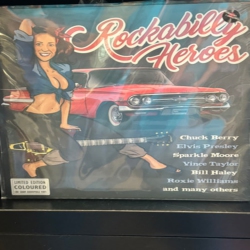 Rockabilly
Heroes
Chuck Berry
Elvis Presley
Sparkle Moore
Vince Taylor
Bill Haley
Roxie Williams
and many others
LIMITED EDITION
COLOURED